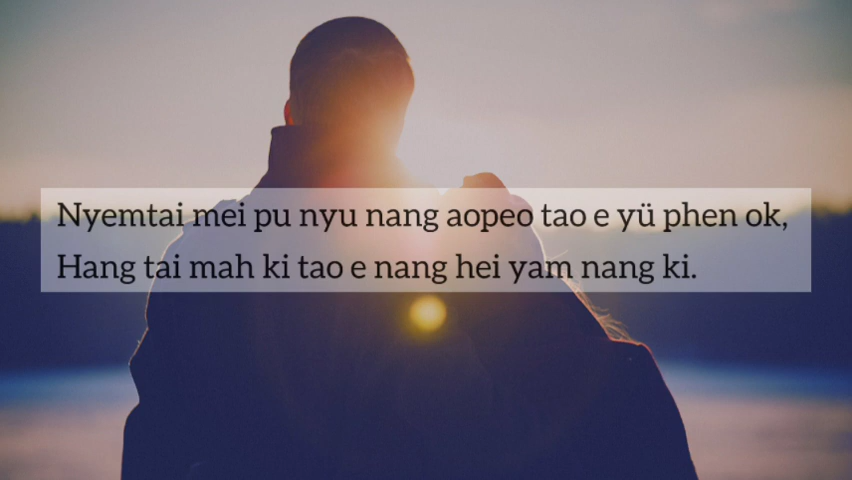 Nyemtai mei pu nyu nang aopeo tao e yü phen ok,
Hang tai mah ki tao e nang hei yam nang ki.